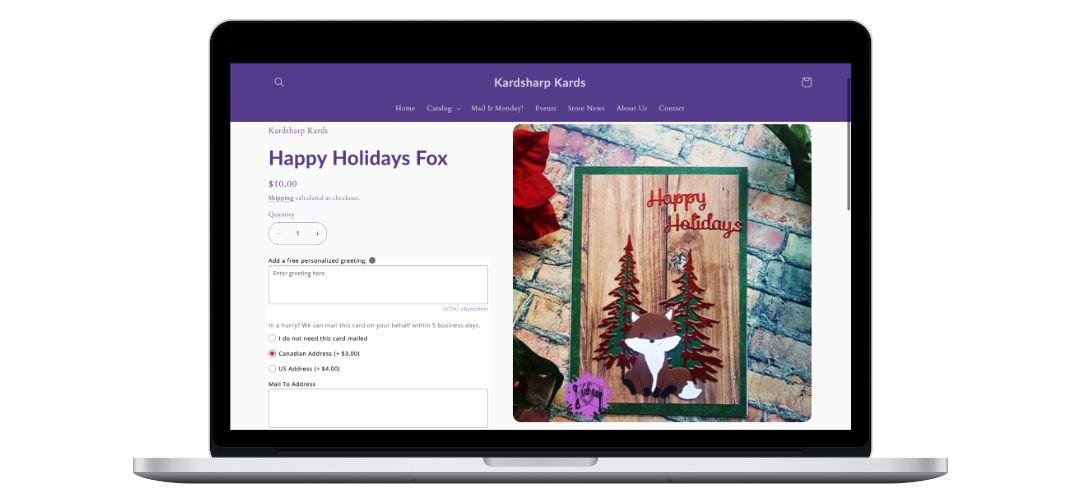 Kardsharp Kards
Home Catalog Mail It Monday! Events Store News About Us Contact
Kardsharp Kards
Happy Holidays Fox
$10.00
Shipping calculated at checkout.
Quantity
− 1 +
Add a free personalized greeting:
Enter greeting here
0/250 characters
In a hurry? We can mail this card on your behalf within 5 business days.
I do not need this card mailed
Canadian Address (+ $3.00)
US Address (+ $4.00)
Mail To Address
Happy
Holidays